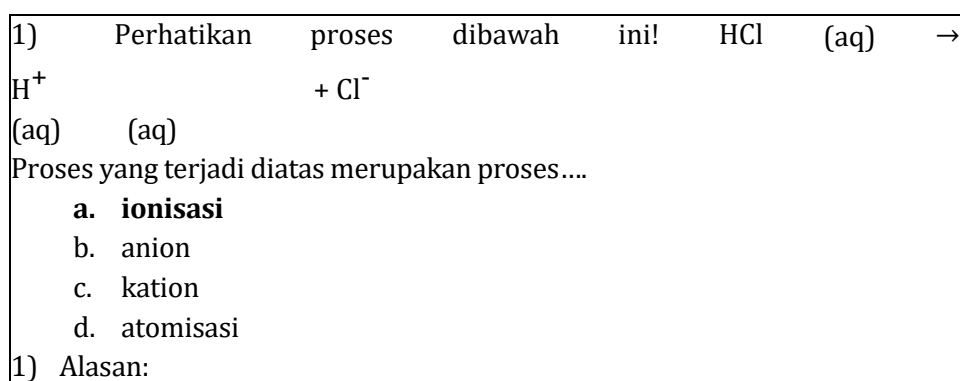 1) Perhatikan proses dibawah ini! HCl (aq) →
H⁺ + Cl⁻
(aq) (aq)
Proses yang terjadi diatas merupakan proses....
a. ionisasi
b. anion
c. kation
d. atomisasi
1) Alasan: